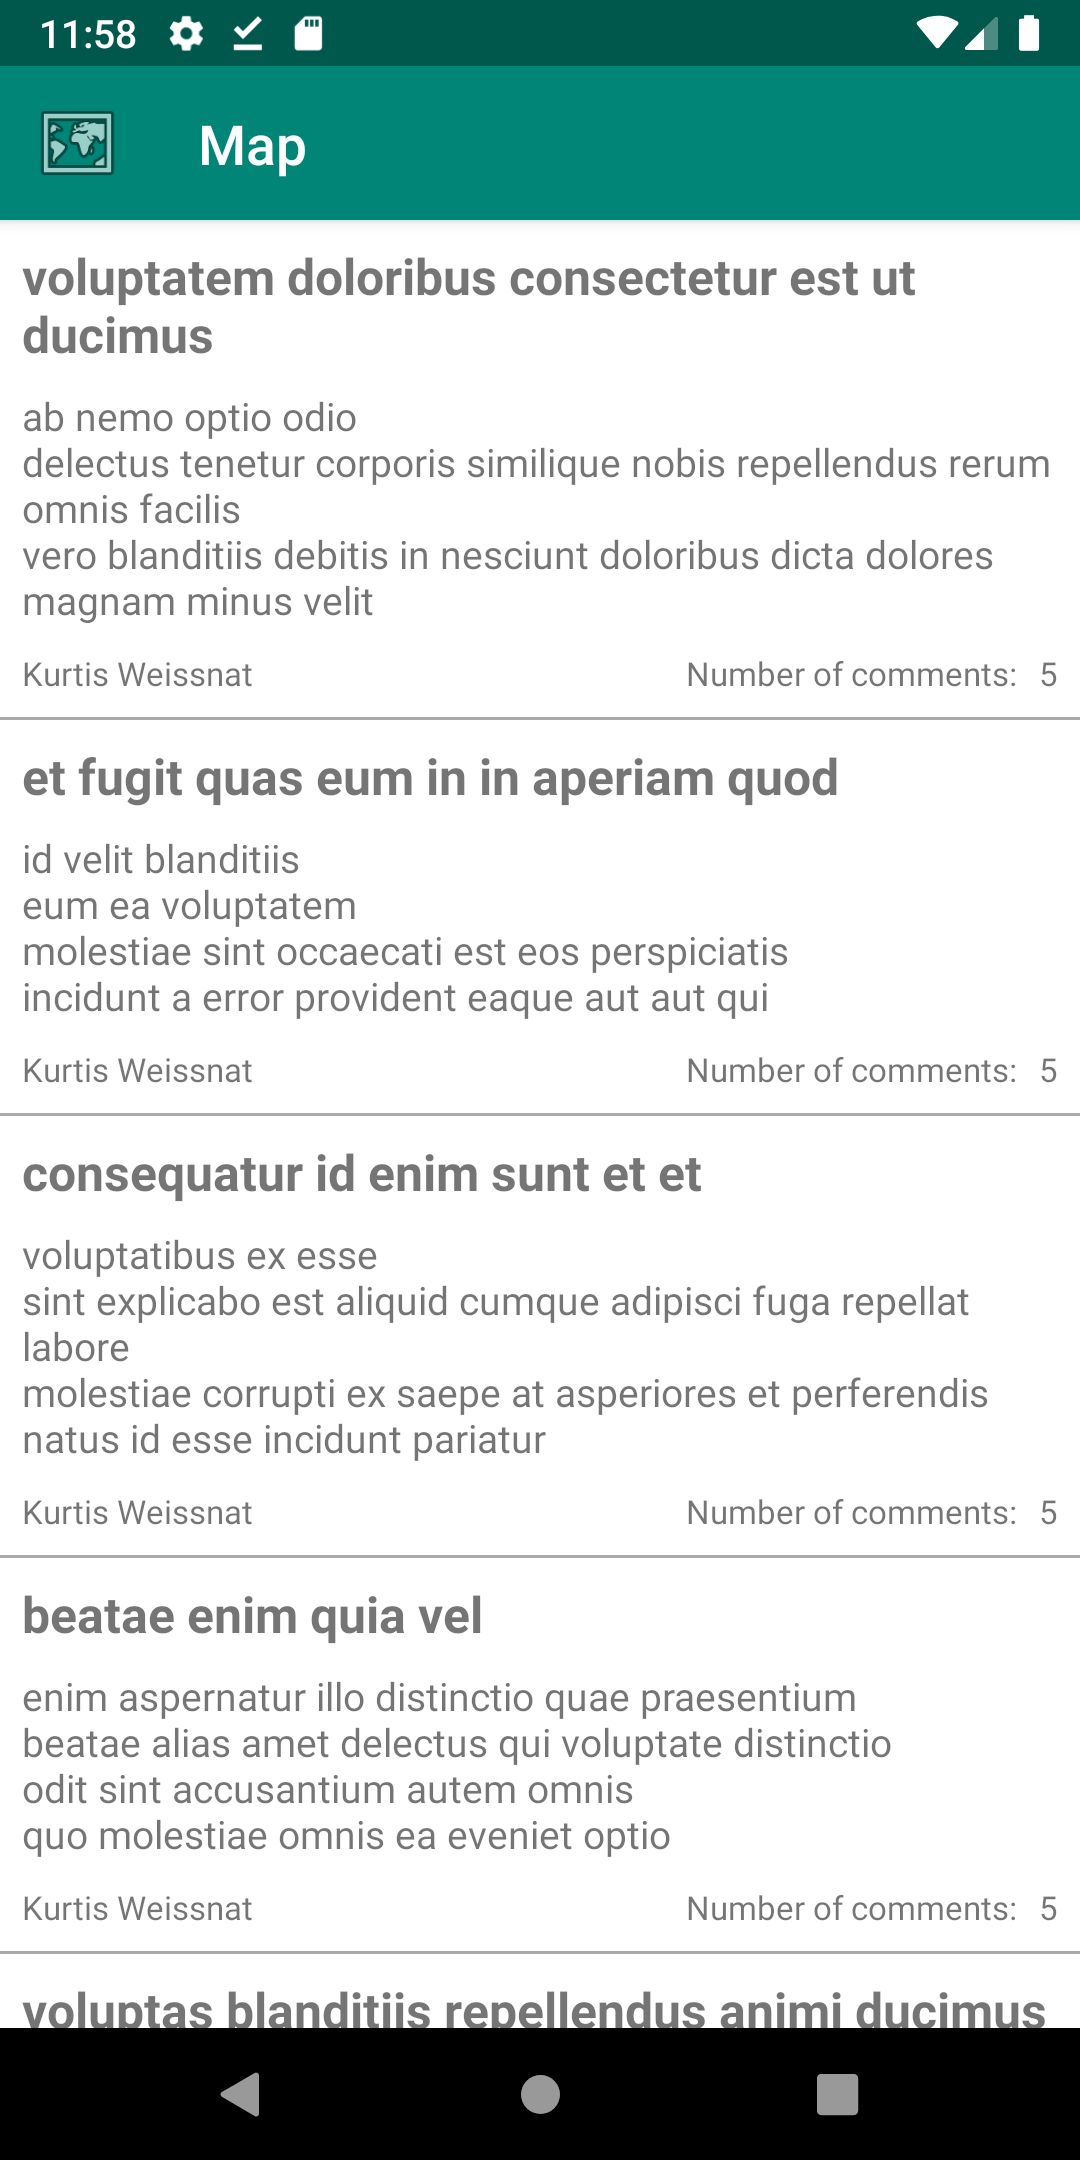 11:58
Map
voluptatem doloribus consectetur est ut
ducimus
ab nemo optio odio
delectus tenetur corporis similique nobis repellendus rerum
omnis facilis
vero blanditiis debitis in nesciunt doloribus dicta dolores
magnam minus velit
Kurtis Weissnat Number of comments: 5
et fugit quas eum in in aperiam quod
id velit blanditiis
eum ea voluptatem
molestiae sint occaecati est eos perspiciatis
incidunt a error provident eaque aut aut qui
Kurtis Weissnat Number of comments: 5
consequatur id enim sunt et et
voluptatibus ex esse
sint explicabo est aliquid cumque adipisci fuga repellat
labore
molestiae corrupti ex saepe at asperiores et perferendis
natus id esse incidunt pariatur
Kurtis Weissnat Number of comments: 5
beatae enim quia vel
enim aspernatur illo distinctio quae praesentium
beatae alias amet delectus qui voluptate distinctio
odit sint accusantium autem omnis
quo molestiae omnis ea eveniet optio
Kurtis Weissnat Number of comments: 5
voluptas blanditiis repellendus animi ducimus